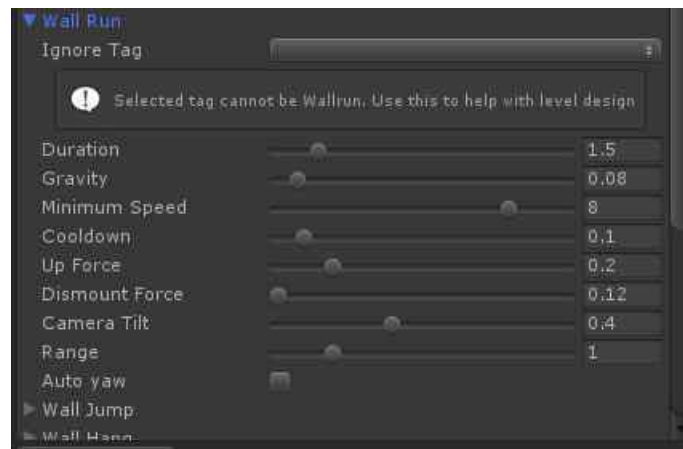 Wall Run
Ignore Tag
Selected tag cannot be Wallrun. Use this to help with level design
Duration 1.5
Gravity 0.08
Minimum Speed 8
Cooldown 0.1
Up Force 0.2
Dismount Force 0.12
Camera Tilt 0.4
Range 1
Auto yaw
Wall Jump
Wall Hang